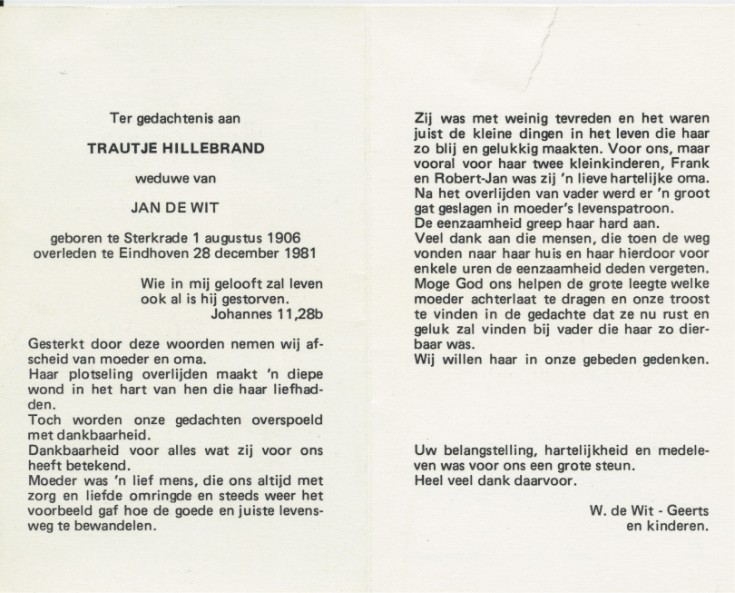 Ter gedachtenis aan
TRAUTJE HILLEBRAND
weduwe van
JAN DE WIT
geboren te Sterkrade 1 augustus 1906
overleden te Eindhoven 28 december 1981
Wie in mij gelooft zal leven
ook al is hij gestorven.
Johannes 11,28b
Gesterkt door deze woorden nemen wij af-
scheid van moeder en oma.
Haar plotseling overlijden maakt 'n diepe
wond in het hart van hen die haar liefhad-
den.
Toch worden onze gedachten overspoeld
met dankbaarheid.
Dankbaarheid voor alles wat zij voor ons
heeft betekend.
Moeder was 'n lief mens, die ons altijd met
zorg en liefde omringde en steeds weer het
voorbeeld gaf hoe de goede en juiste levens-
weg te bewandelen.
Zij was met weinig tevreden en het waren
juist de kleine dingen in het leven die haar
zo blij en gelukkig maakten. Voor ons, maar
vooral voor haar twee kleinkinderen, Frank
en Robert-Jan was zij 'n lieve hartelijke oma.
Na het overlijden van vader werd er 'n groot
gat geslagen in moeder's levenspatroon.
De eenzaamheid greep haar hard aan.
Veel dank aan die mensen, die toen de weg
vonden naar haar huis en haar hierdoor voor
enkele uren de eenzaamheid deden vergeten.
Moge God ons helpen de grote leegte welke
moeder achterlaat te dragen en onze troost
te vinden in de gedachte dat ze nu rust en
geluk zal vinden bij vader die haar zo dier-
baar was.
Wij willen haar in onze gebeden gedenken.
Uw belangstelling, hartelijkheid en medele-
ven was voor ons een grote steun.
Heel veel dank daarvoor.
W. de Wit - Geerts
en kinderen.